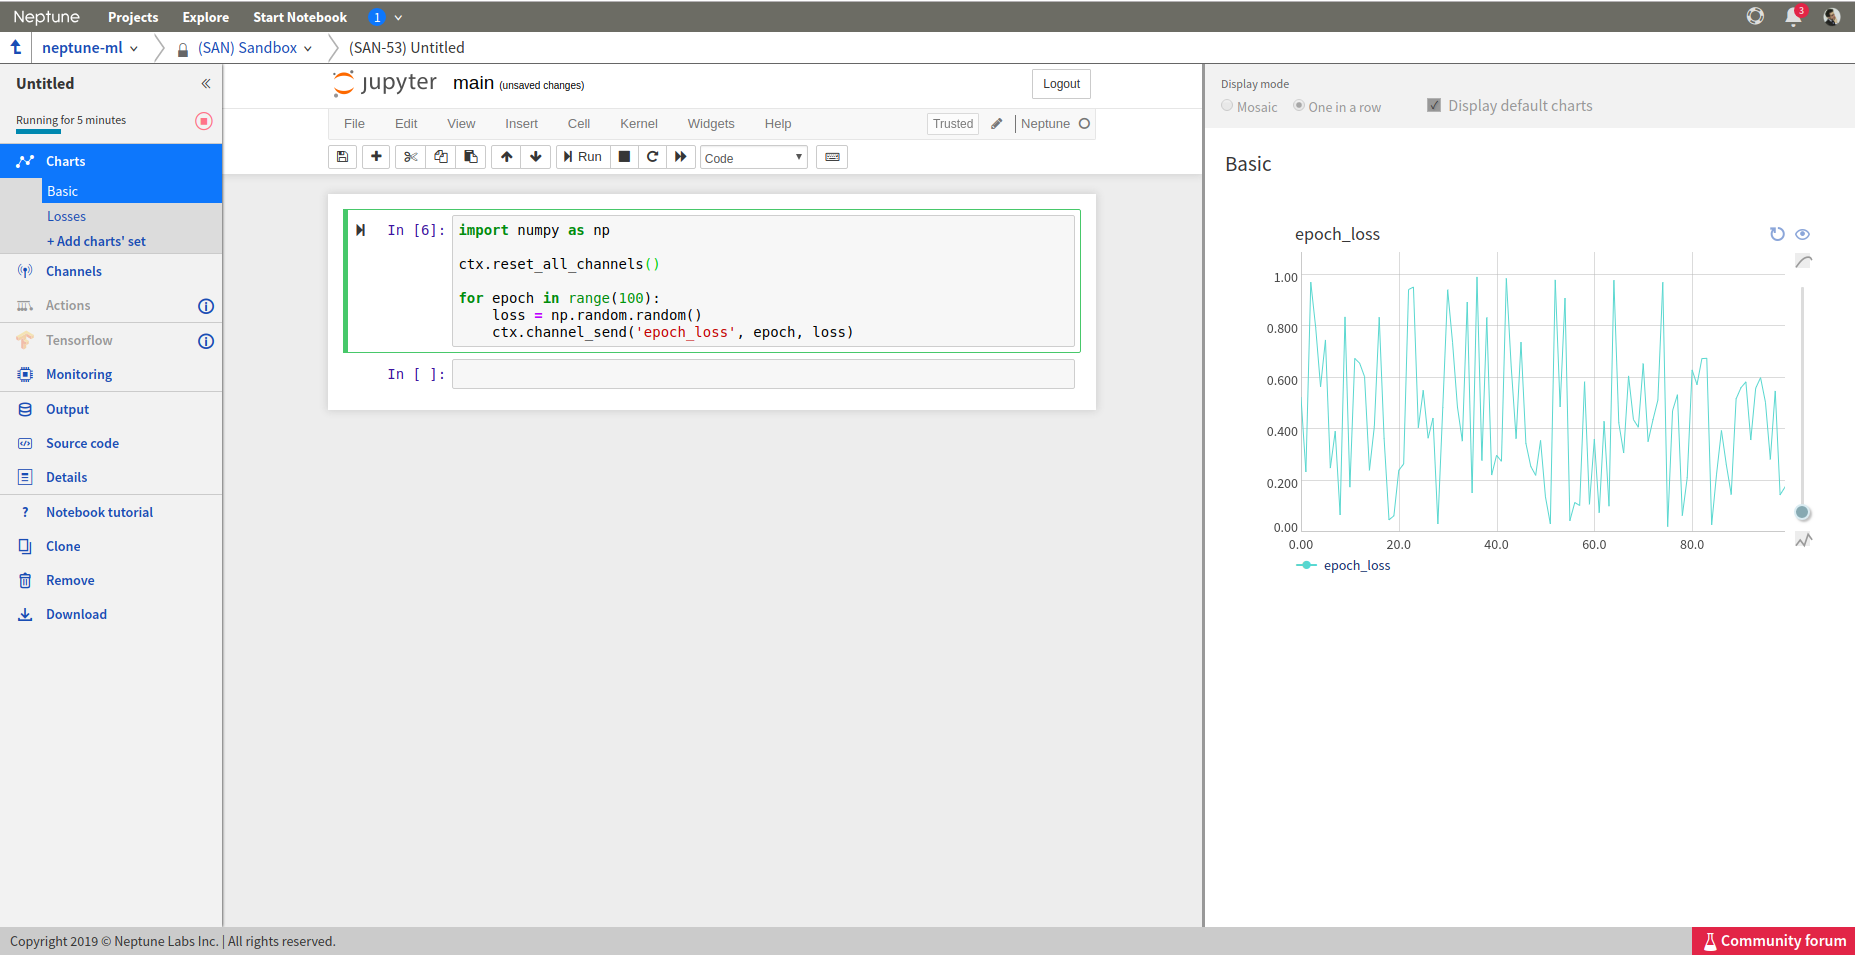 Neptune Projects Explore Start Notebook 1 3
neptune-ml (SAN) Sandbox (SAN-53) Untitled
Untitled
Running for 5 minutes
Charts
Basic
Losses
+ Add charts' set
Channels
Actions
Tensorflow
Monitoring
Output
Source code
Details
? Notebook tutorial
Clone
Remove
Download
jupyter main (unsaved changes)
Logout
File Edit View Insert Cell Kernel Widgets Help Trusted Neptune
Run Code
In [6]: import numpy as np
ctx.reset_all_channels()
for epoch in range(100):
    loss = np.random.random()
    ctx.channel_send('epoch_loss', epoch, loss)
In [ ]:
Display mode
Mosaic One in a row Display default charts
Basic
epoch_loss
1.00
0.800
0.600
0.400
0.200
0.00
0.00 20.0 40.0 60.0 80.0
epoch_loss
Copyright 2019 © Neptune Labs Inc. | All rights reserved.
Community forum